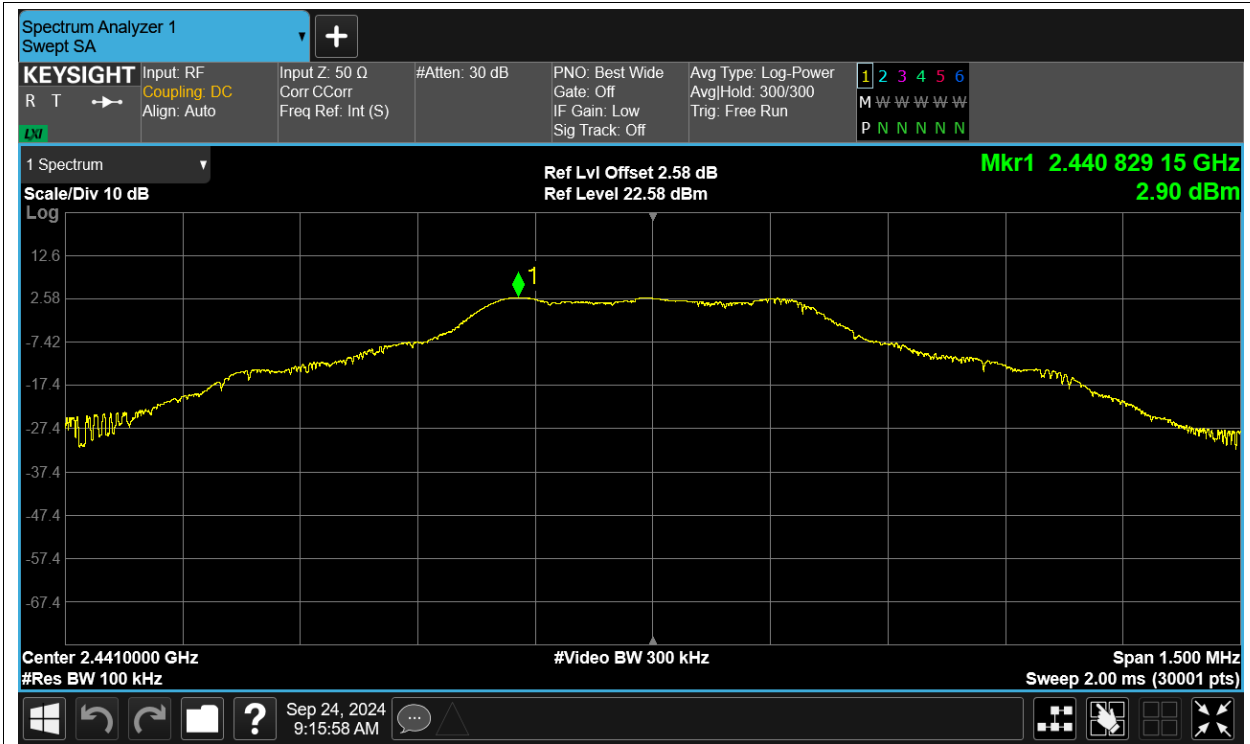 Spectrum Analyzer 1
Swept SA
+
KEYSIGHT
R T
LXI
Input: RF
Coupling: DC
Align: Auto
Input Z: 50 Ω
Corr CCorr
Freq Ref: Int (S)
#Atten: 30 dB
PNO: Best Wide
Gate: Off
IF Gain: Low
Sig Track: Off
Avg Type: Log-Power
Avg|Hold: 300/300
Trig: Free Run
1 2 3 4 5 6
M W W W W W
P N N N N N
1 Spectrum
Scale/Div 10 dB
Log
Ref Lvl Offset 2.58 dB
Ref Level 22.58 dBm
Mkr1 2.440 829 15 GHz
2.90 dBm
12.6
2.58
-7.42
-17.4
-27.4
-37.4
-47.4
-57.4
-67.4
1
Center 2.4410000 GHz
#Res BW 100 kHz
#Video BW 300 kHz
Span 1.500 MHz
Sweep 2.00 ms (30001 pts)
?
Sep 24, 2024
9:15:58 AM